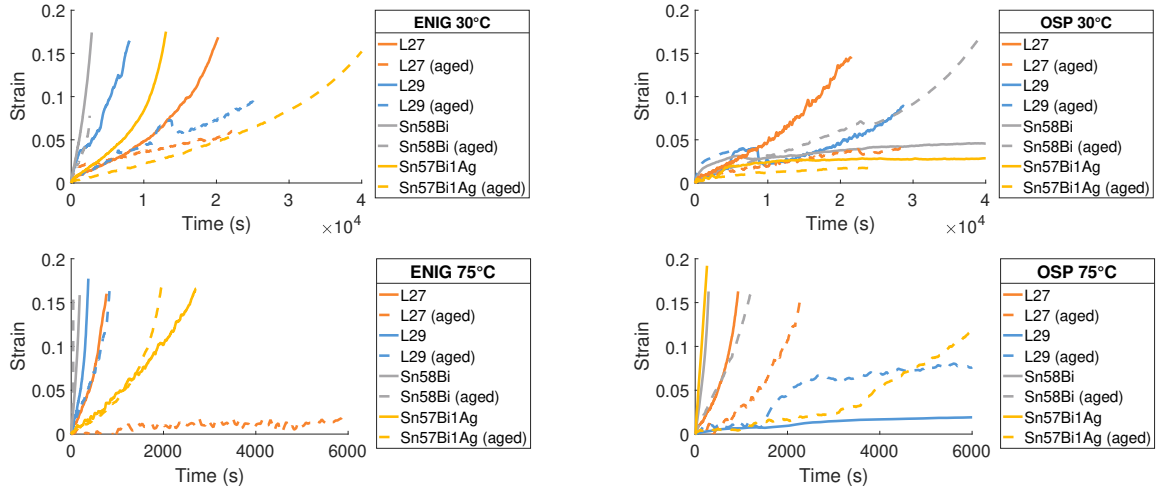 ENIG 30°C
L27
L27 (aged)
L29
L29 (aged)
Sn58Bi
Sn58Bi (aged)
Sn57Bi1Ag
Sn57Bi1Ag (aged)
Strain
0.2
0.15
0.1
0.05
0
0 1 2 3 4
Time (s)
×10⁴
OSP 30°C
L27
L27 (aged)
L29
L29 (aged)
Sn58Bi
Sn58Bi (aged)
Sn57Bi1Ag
Sn57Bi1Ag (aged)
Strain
0.2
0.15
0.1
0.05
0
0 1 2 3 4
Time (s)
×10⁴
ENIG 75°C
L27
L27 (aged)
L29
L29 (aged)
Sn58Bi
Sn58Bi (aged)
Sn57Bi1Ag
Sn57Bi1Ag (aged)
Strain
0.2
0.15
0.1
0.05
0
0 2000 4000 6000
Time (s)
OSP 75°C
L27
L27 (aged)
L29
L29 (aged)
Sn58Bi
Sn58Bi (aged)
Sn57Bi1Ag
Sn57Bi1Ag (aged)
Strain
0.2
0.15
0.1
0.05
0
0 2000 4000 6000
Time (s)